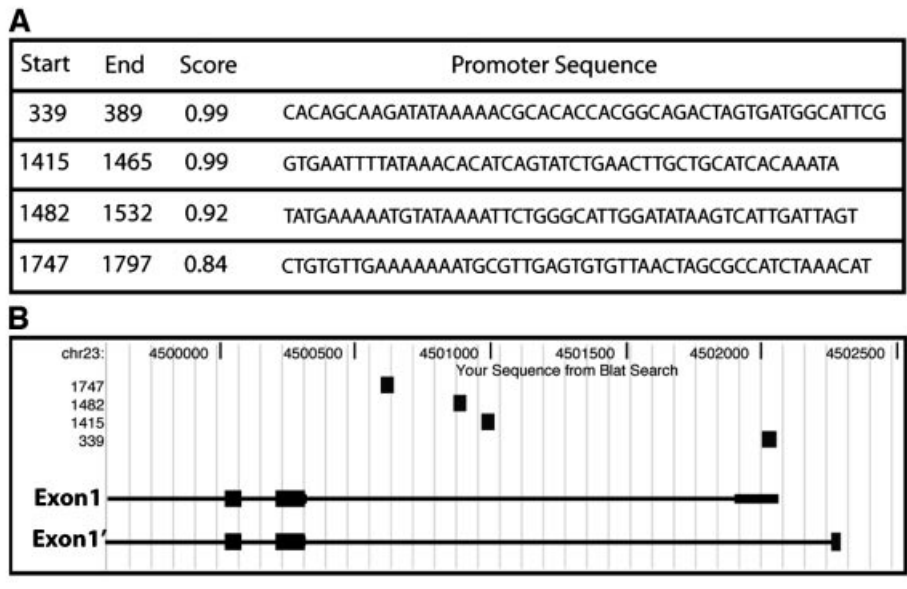 A
Start End Score Promoter Sequence
339 389 0.99 CACAGCAAGATATAAAAACGCACACCACGGCAGACTAGTGATGGCATTCG
1415 1465 0.99 GTGAATTTTATAAACACATCAGTATCTGAACTTGCTGCATCACAAATA
1482 1532 0.92 TATGAAAAATGTATAAAATTCTGGGCATTGGATATAAGTCATTGATTAGT
1747 1797 0.84 CTGTGTTGAAAAAAATGCGTTGAGTGTGTTAACTAGCGCCATCTAAACAT
B
chr23: 4500000 4500500 4501000 4501500 4502000 4502500
Your Sequence from Blat Search
1747
1482
1415
339
Exon1
Exon1′